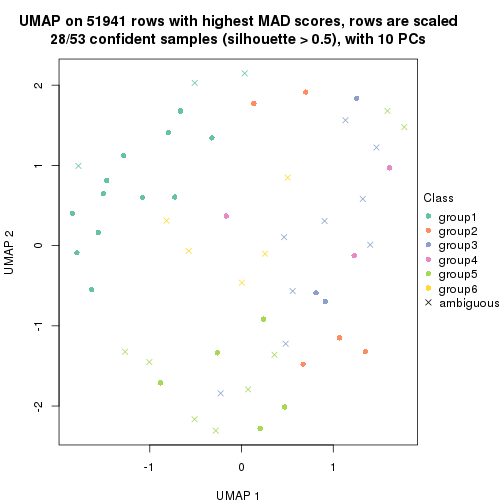 UMAP on 51941 rows with highest MAD scores, rows are scaled
28/53 confident samples (silhouette > 0.5), with 10 PCs
2
1
0
-1
-2
UMAP 2
-1
0
1
UMAP 1
Class
group1
group2
group3
group4
group5
group6
ambiguous